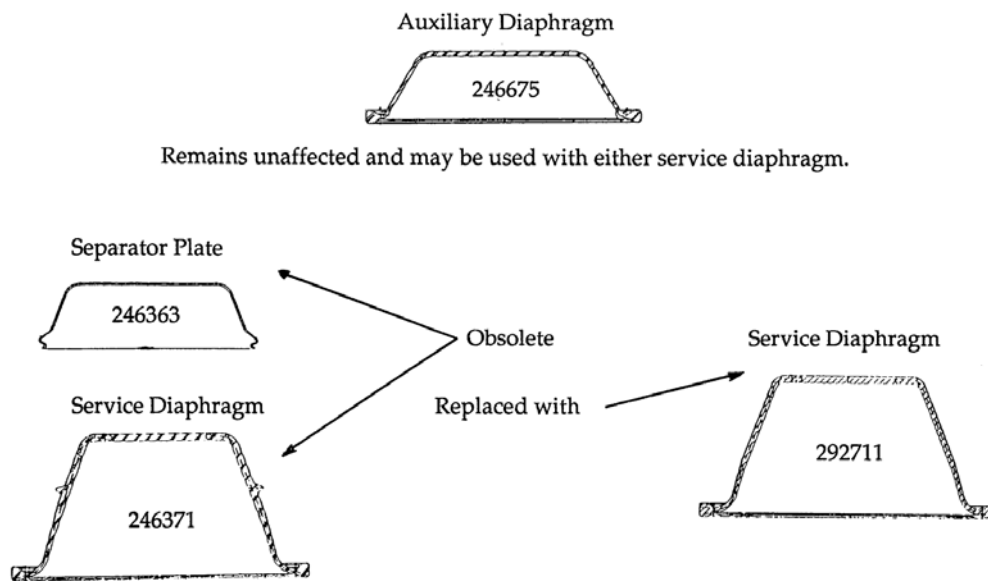 Auxiliary Diaphragm
246675
Remains unaffected and may be used with either service diaphragm.
Separator Plate
246363
Obsolete
Service Diaphragm
Service Diaphragm
Replaced with
292711
246371